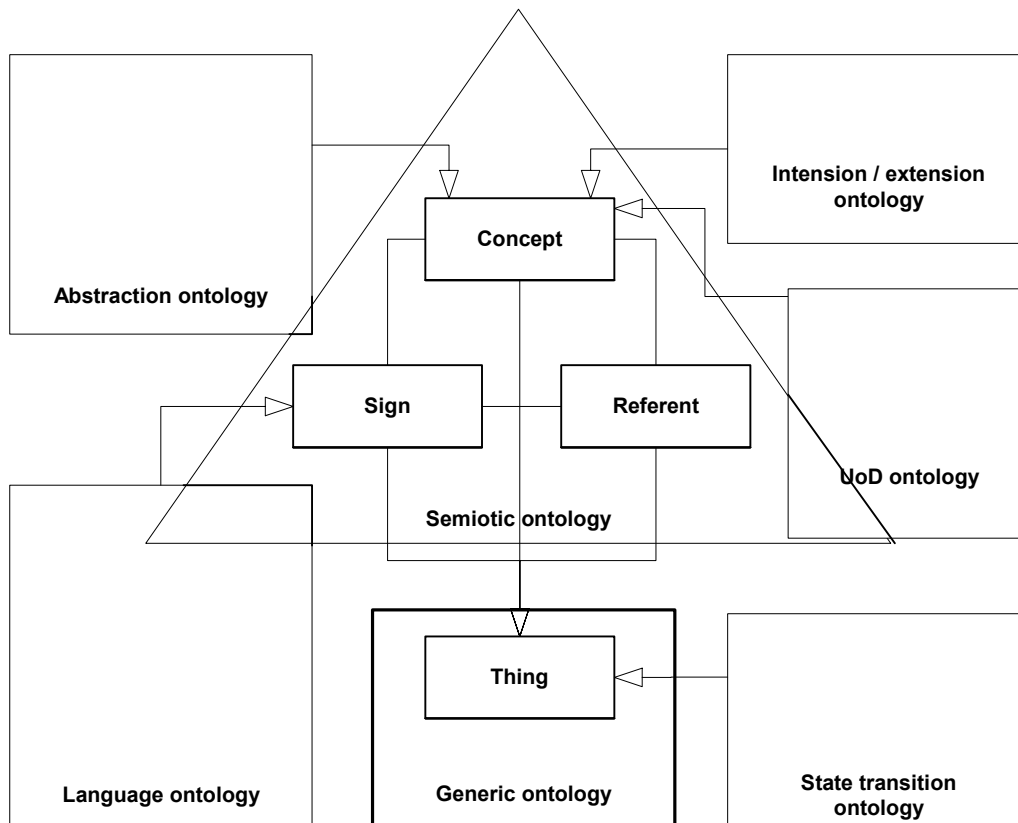 Intension / extension
ontology
Concept
Abstraction ontology
Sign
Referent
UoD ontology
Semiotic ontology
Thing
Language ontology
Generic ontology
State transition
ontology